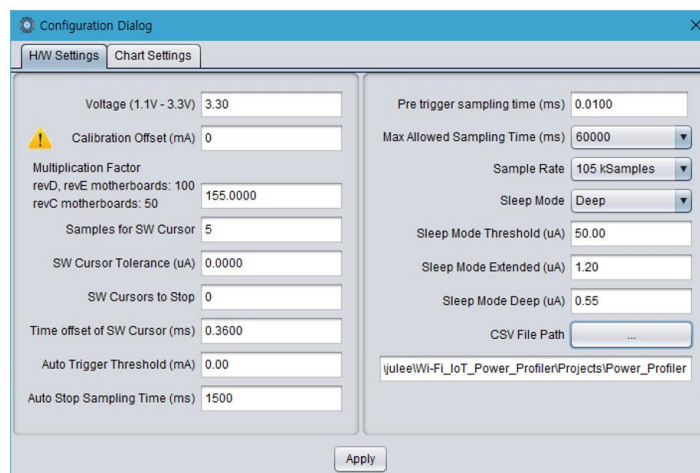 Configuration Dialog
H/W Settings Chart Settings
Voltage (1.1V - 3.3V) 3.30
Calibration Offset (mA) 0
Multiplication Factor
revD, revE motherboards: 100
revC motherboards: 50
155.0000
Samples for SW Cursor 5
SW Cursor Tolerance (uA) 0.0000
SW Cursors to Stop 0
Time offset of SW Cursor (ms) 0.3600
Auto Trigger Threshold (mA) 0.00
Auto Stop Sampling Time (ms) 1500
Pre trigger sampling time (ms) 0.0100
Max Allowed Sampling Time (ms) 60000
Sample Rate 105 kSamples
Sleep Mode Deep
Sleep Mode Threshold (uA) 50.00
Sleep Mode Extended (uA) 1.20
Sleep Mode Deep (uA) 0.55
CSV File Path ...
\julee\Wi-Fi_IoT_Power_Profiler\Projects\Power_Profiler
Apply